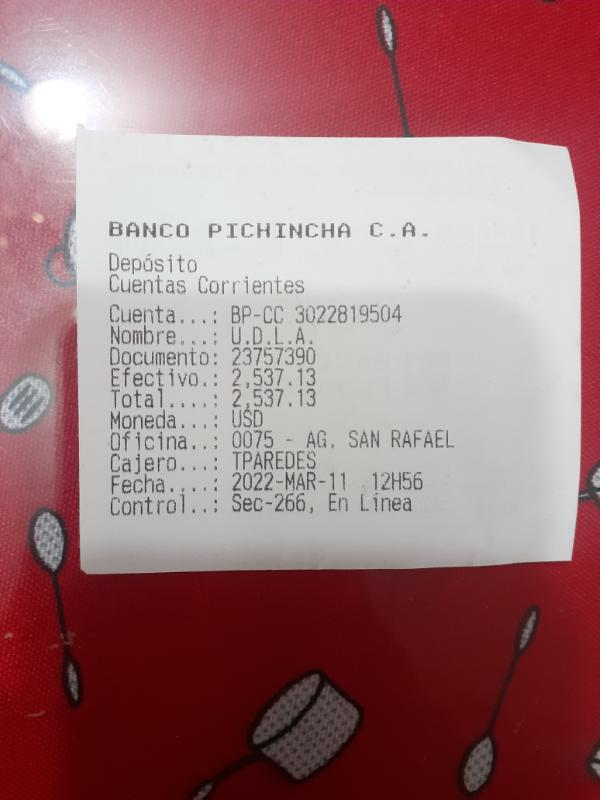 BANCO PICHINCHA C.A.
Depósito
Cuentas Corrientes
Cuenta...: BP-CC 3022819504
Nombre...: U.D.L.A.
Documento: 23757390
Efectivo.: 2,537.13
Total....: 2,537.13
Moneda...: USD
Oficina..: 0075 - AG. SAN RAFAEL
Cajero...: TPAREDES
Fecha....: 2022-MAR-11 12H56
Control..: Sec-266, En Línea